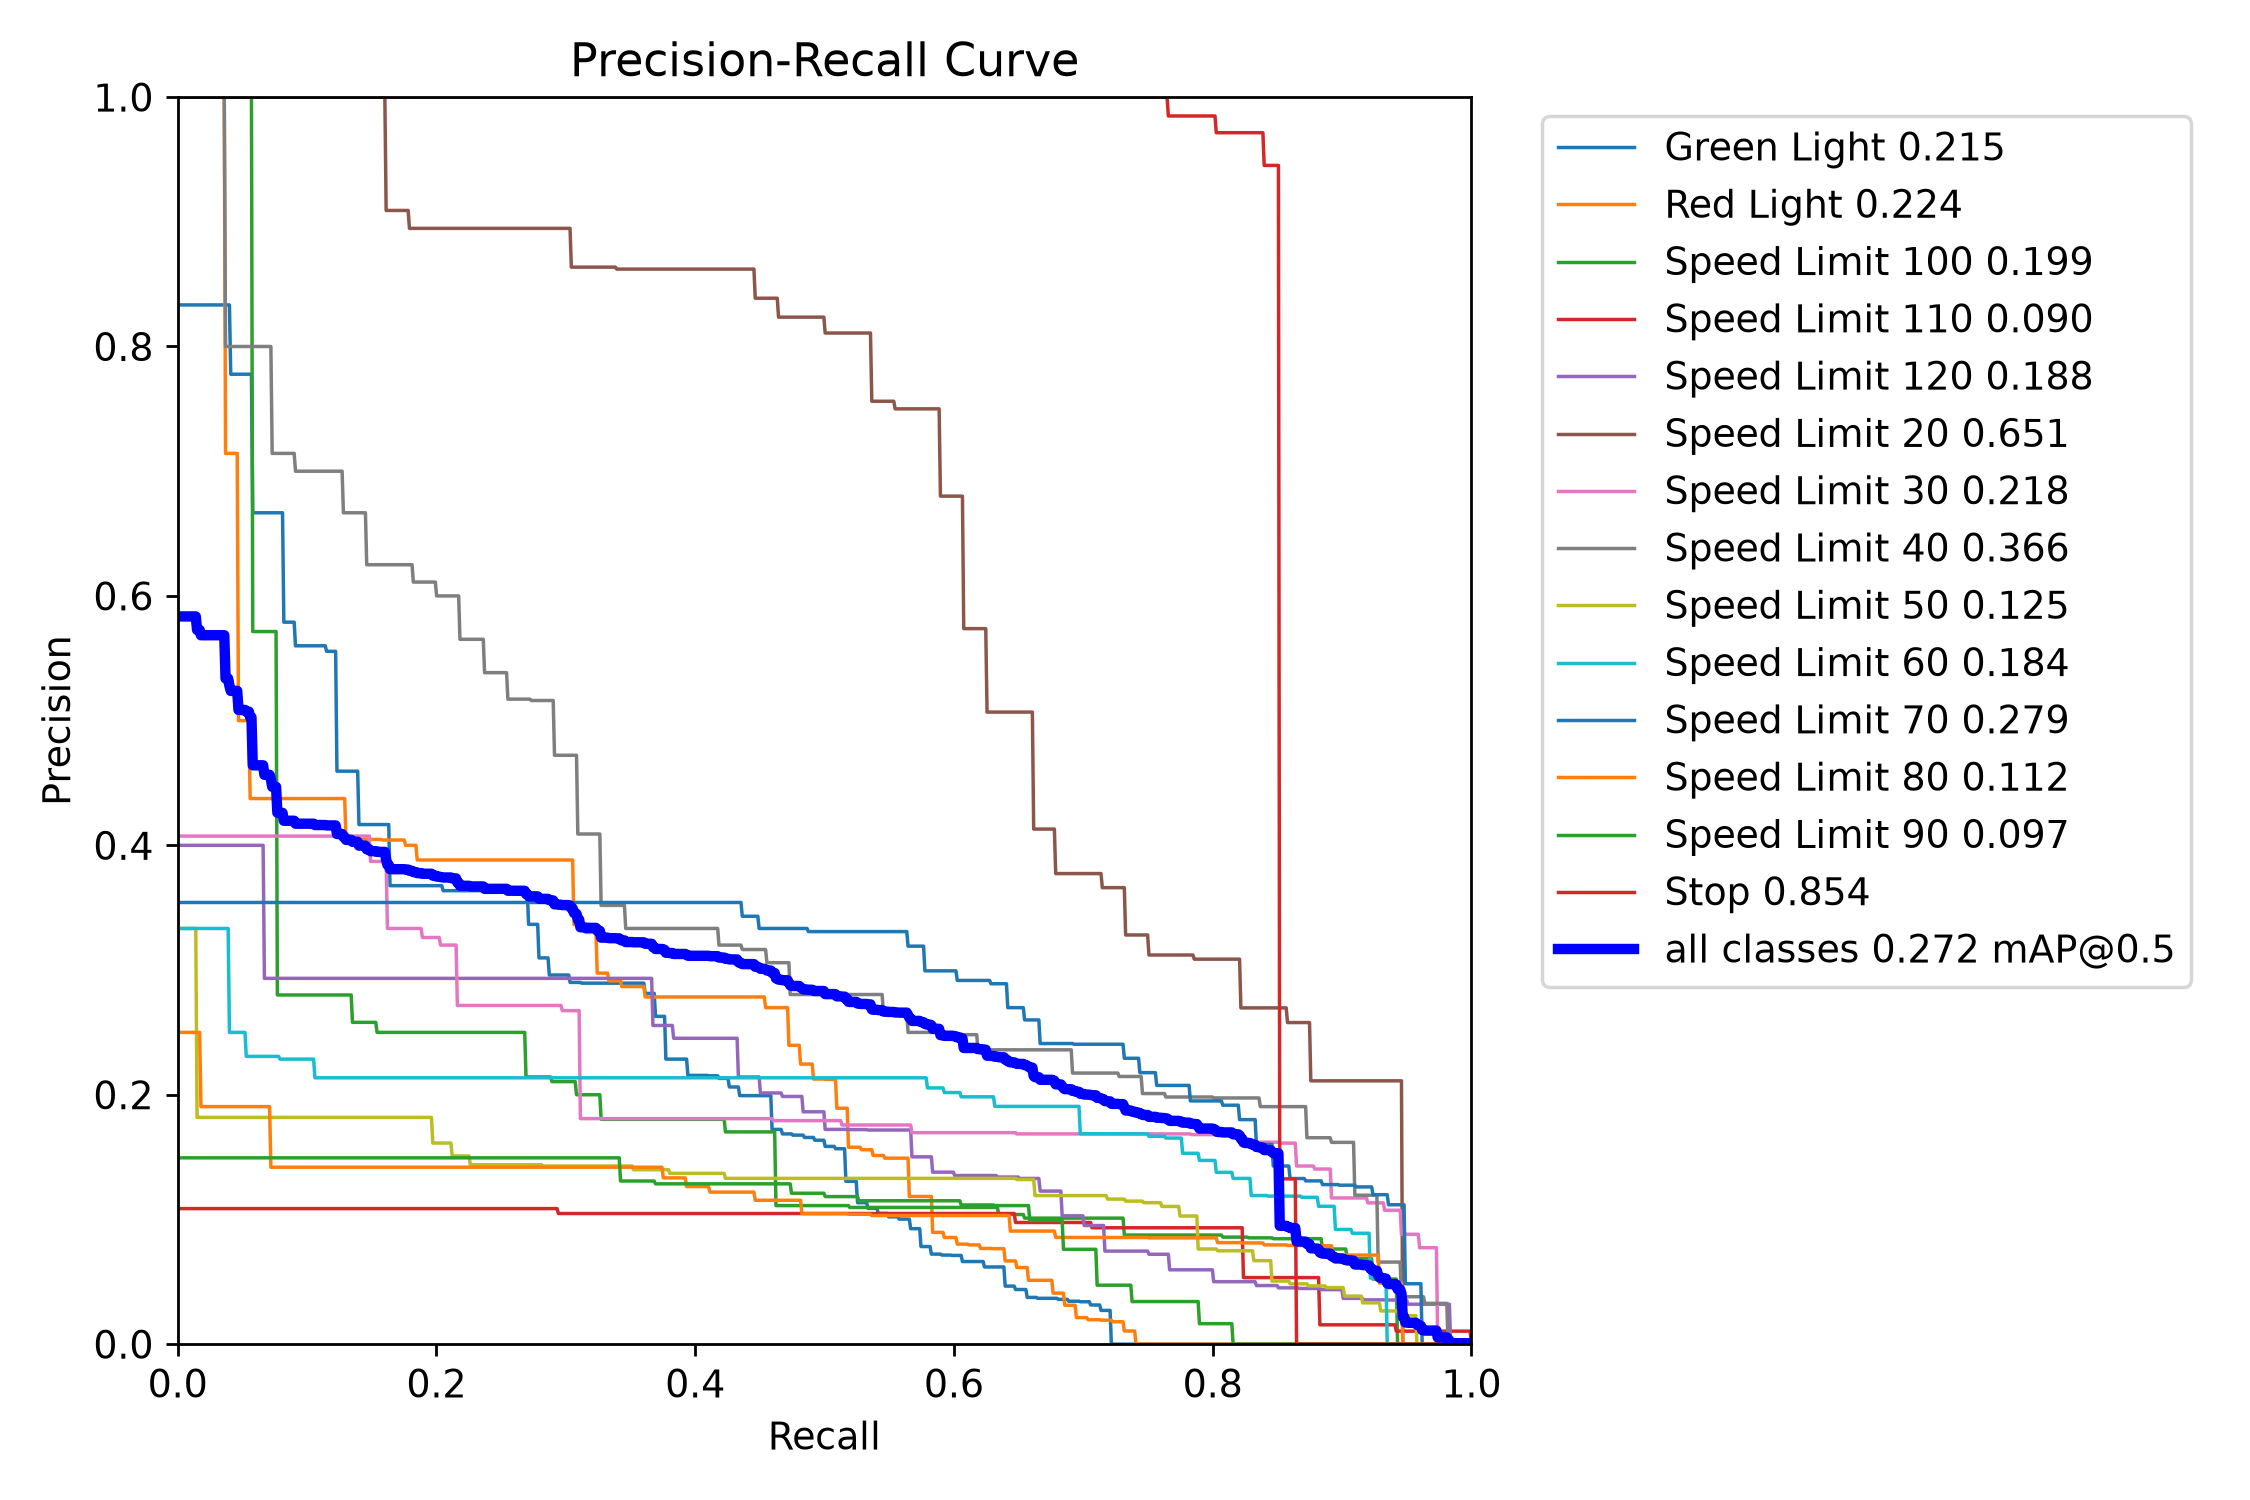 Precision-Recall Curve
1.0
0.8
0.6
0.4
0.2
0.0
Precision
0.0 0.2 0.4 0.6 0.8 1.0
Recall
Green Light 0.215
Red Light 0.224
Speed Limit 100 0.199
Speed Limit 110 0.090
Speed Limit 120 0.188
Speed Limit 20 0.651
Speed Limit 30 0.218
Speed Limit 40 0.366
Speed Limit 50 0.125
Speed Limit 60 0.184
Speed Limit 70 0.279
Speed Limit 80 0.112
Speed Limit 90 0.097
Stop 0.854
all classes 0.272 mAP@0.5